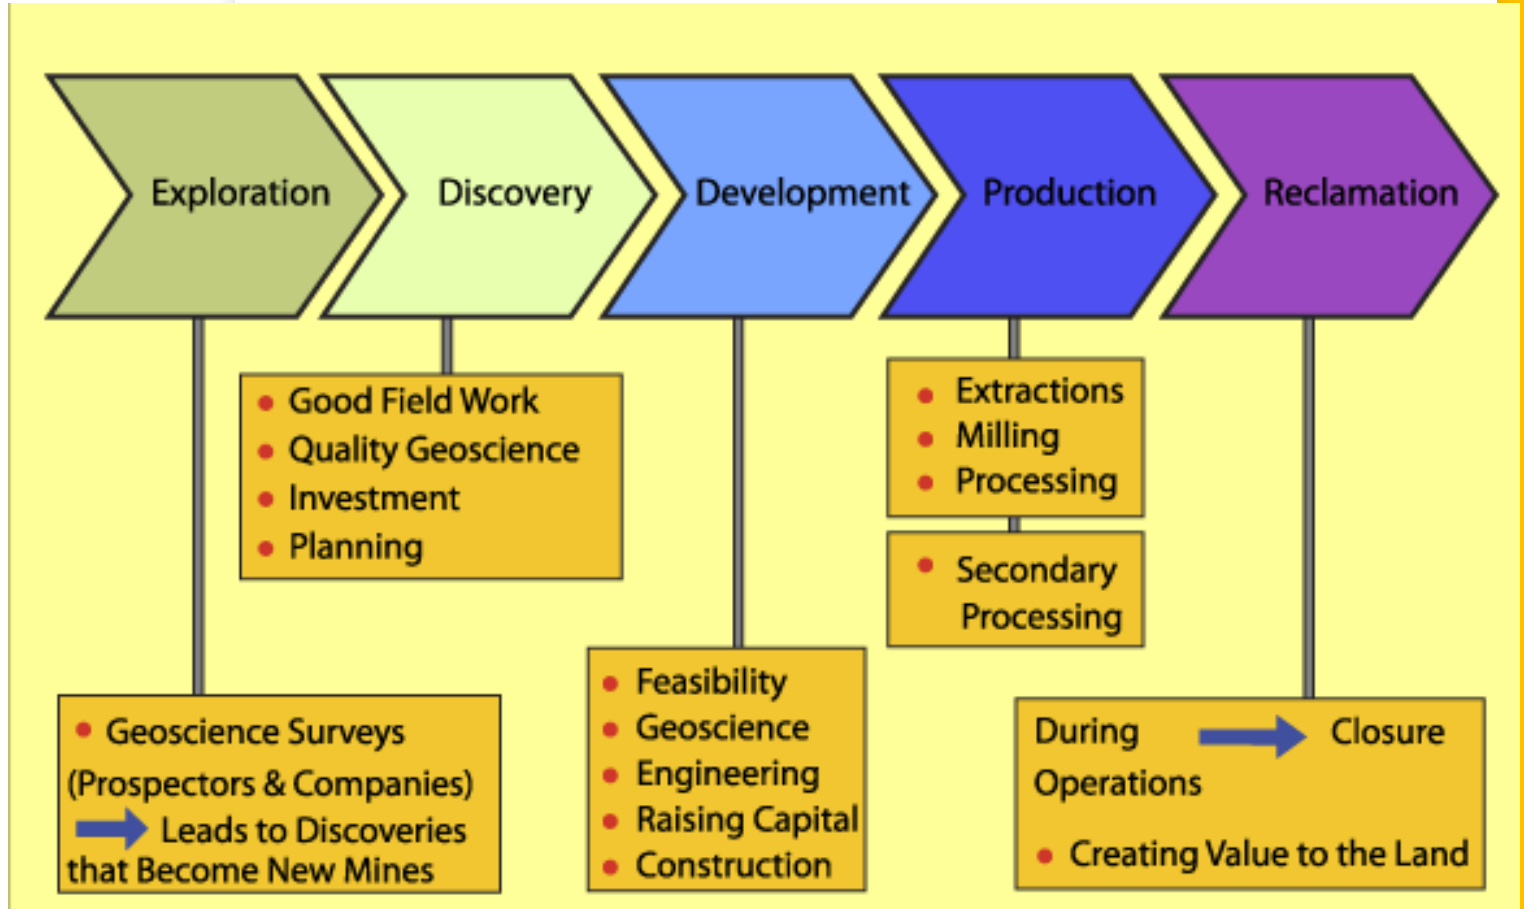 Exploration
Discovery
Development
Production
Reclamation
Good Field Work
Quality Geoscience
Investment
Planning
Extractions
Milling
Processing
Secondary
Processing
Geoscience Surveys
(Prospectors & Companies)
Leads to Discoveries
that Become New Mines
Feasibility
Geoscience
Engineering
Raising Capital
Construction
During Closure
Operations
Creating Value to the Land